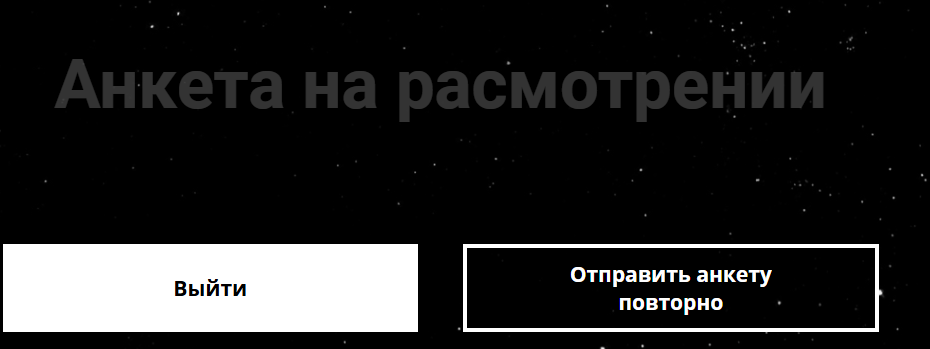 Анкета на расмотрении
Выйти
Отправить анкету
повторно